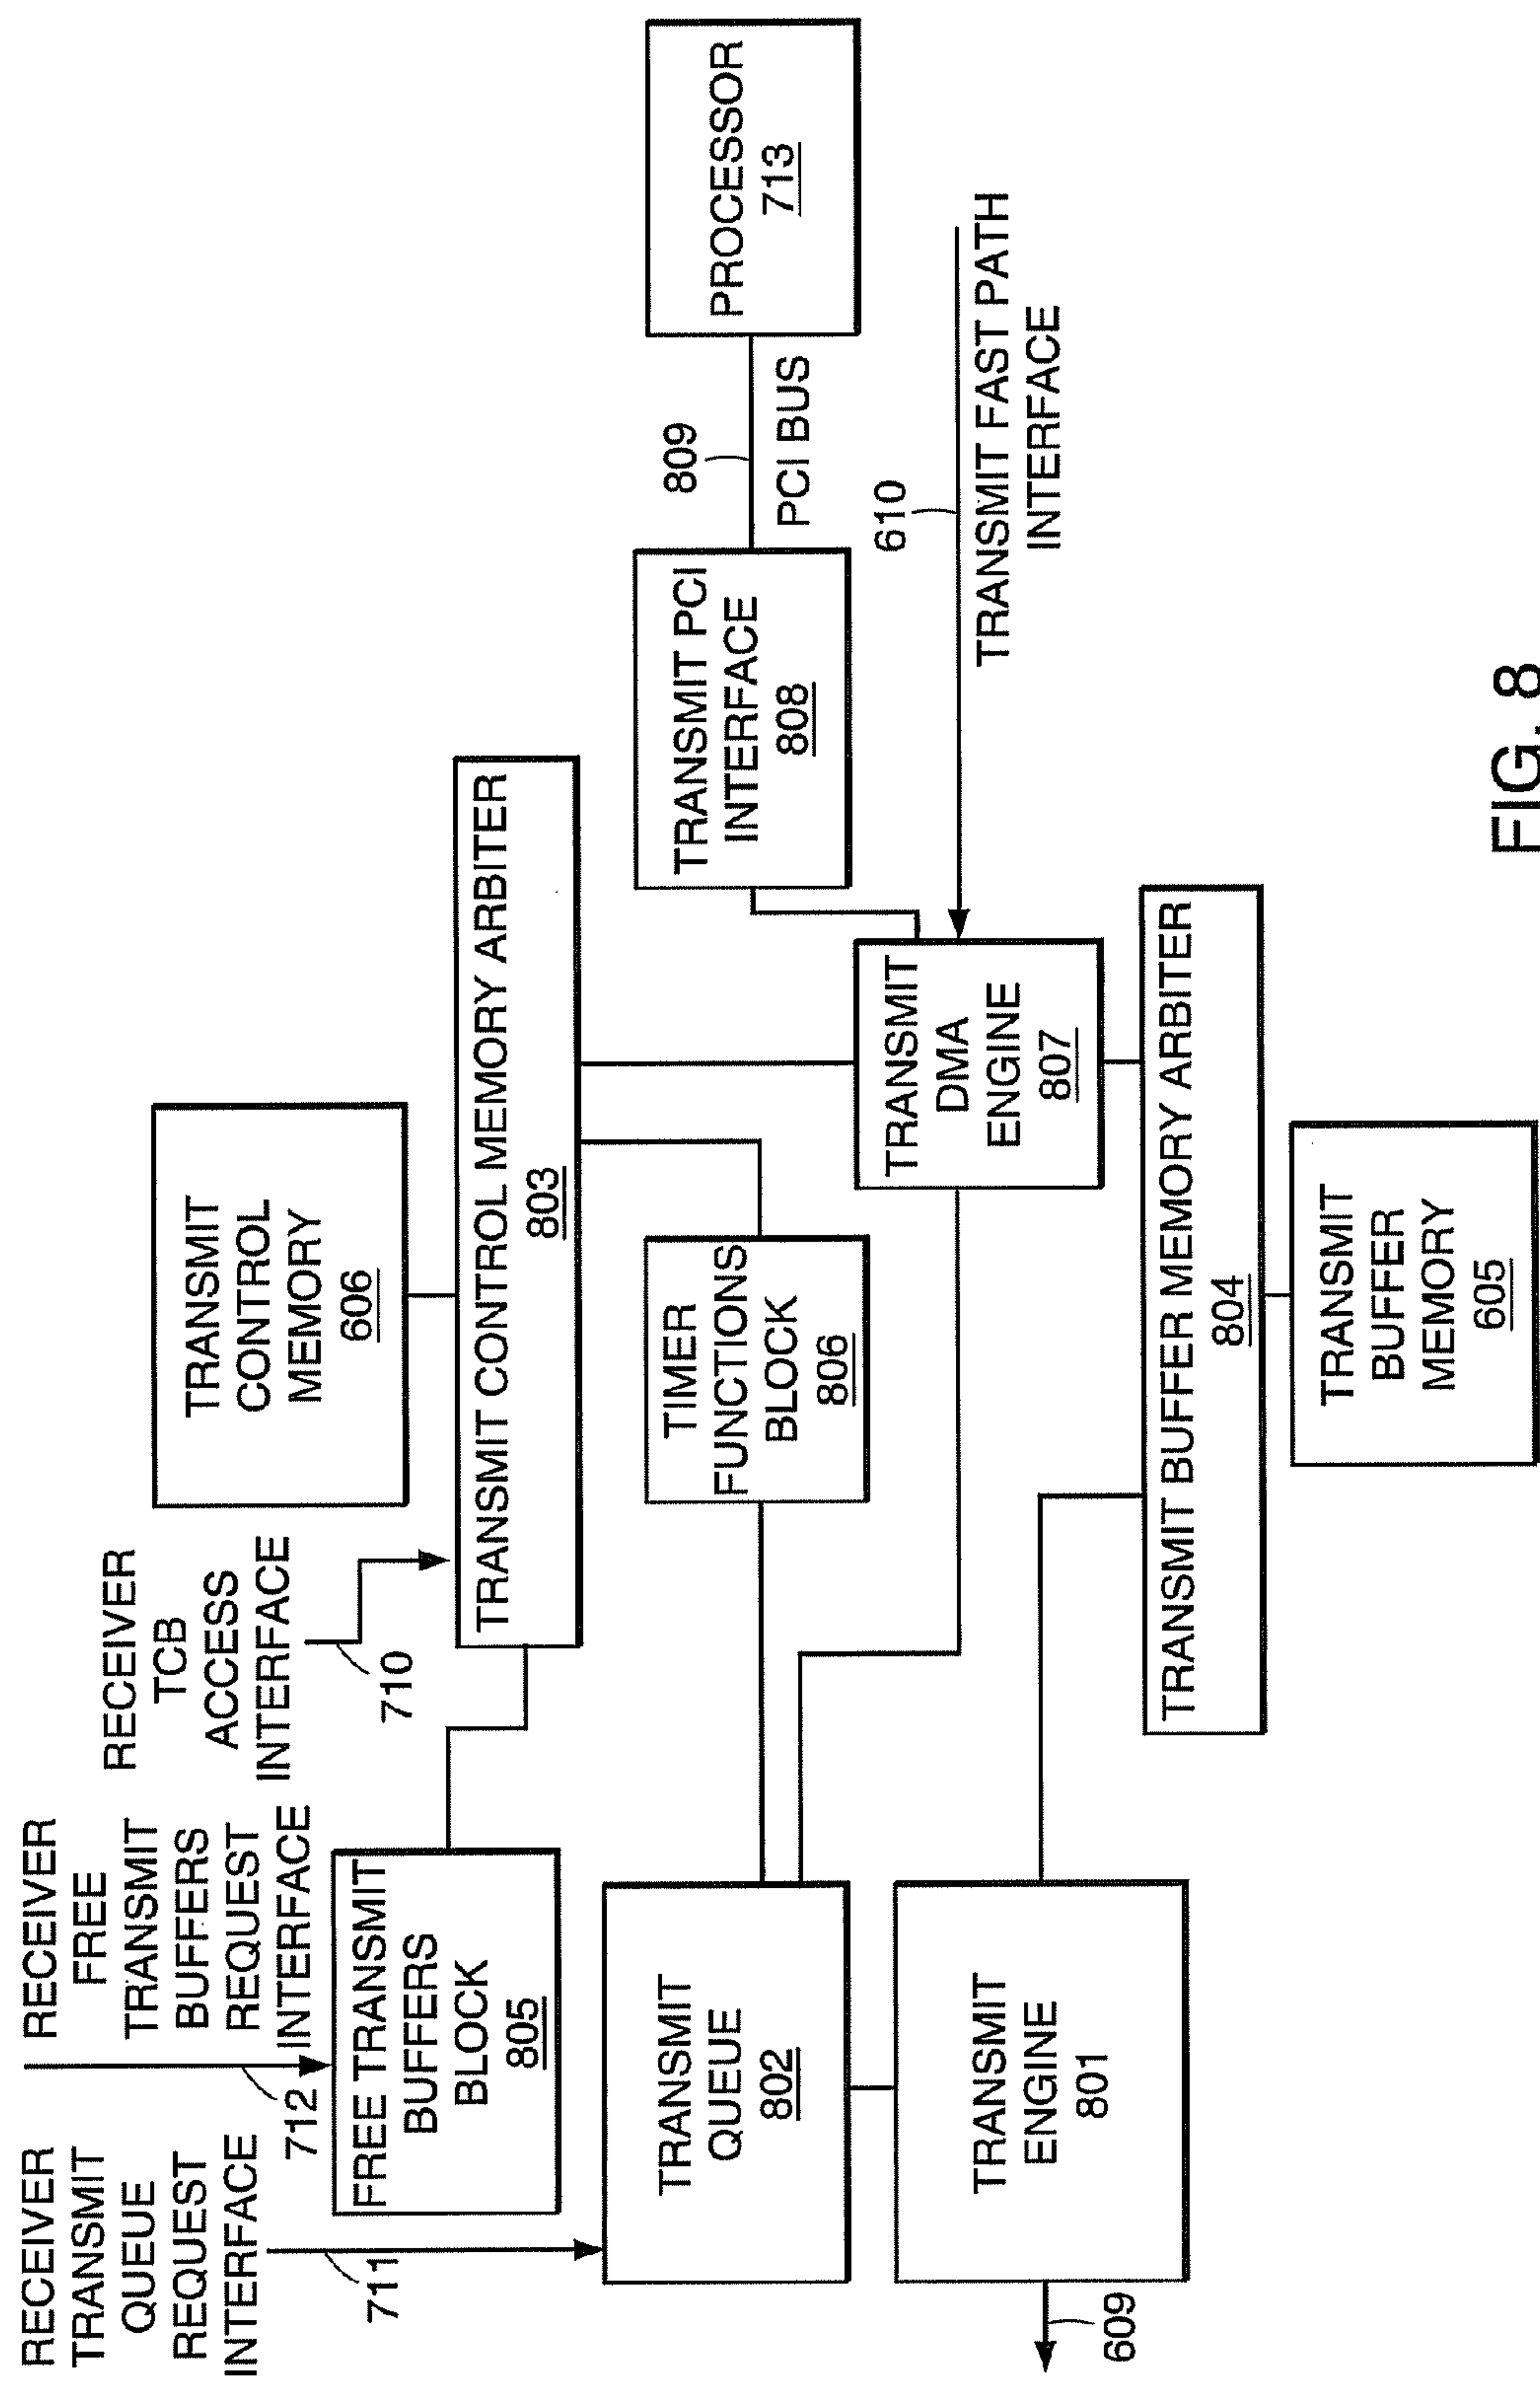 RECEIVER
TRANSMIT
QUEUE
REQUEST
INTERFACE
711
RECEIVER
FREE
TRANSMIT
BUFFERS
REQUEST
INTERFACE
712
RECEIVER
TCB
ACCESS
INTERFACE
710
TRANSMIT
CONTROL
MEMORY
606
FREE TRANSMIT
BUFFERS
BLOCK
805
TRANSMIT CONTROL MEMORY ARBITER
803
TRANSMIT
QUEUE
802
TIMER
FUNCTIONS
BLOCK
806
TRANSMIT PCI
INTERFACE
808
809
PCI BUS
PROCESSOR
713
TRANSMIT
ENGINE
801
609
TRANSMIT
DMA
ENGINE
807
610
TRANSMIT FAST PATH
INTERFACE
TRANSMIT BUFFER MEMORY ARBITER
804
TRANSMIT
BUFFER
MEMORY
605
FIG. 8